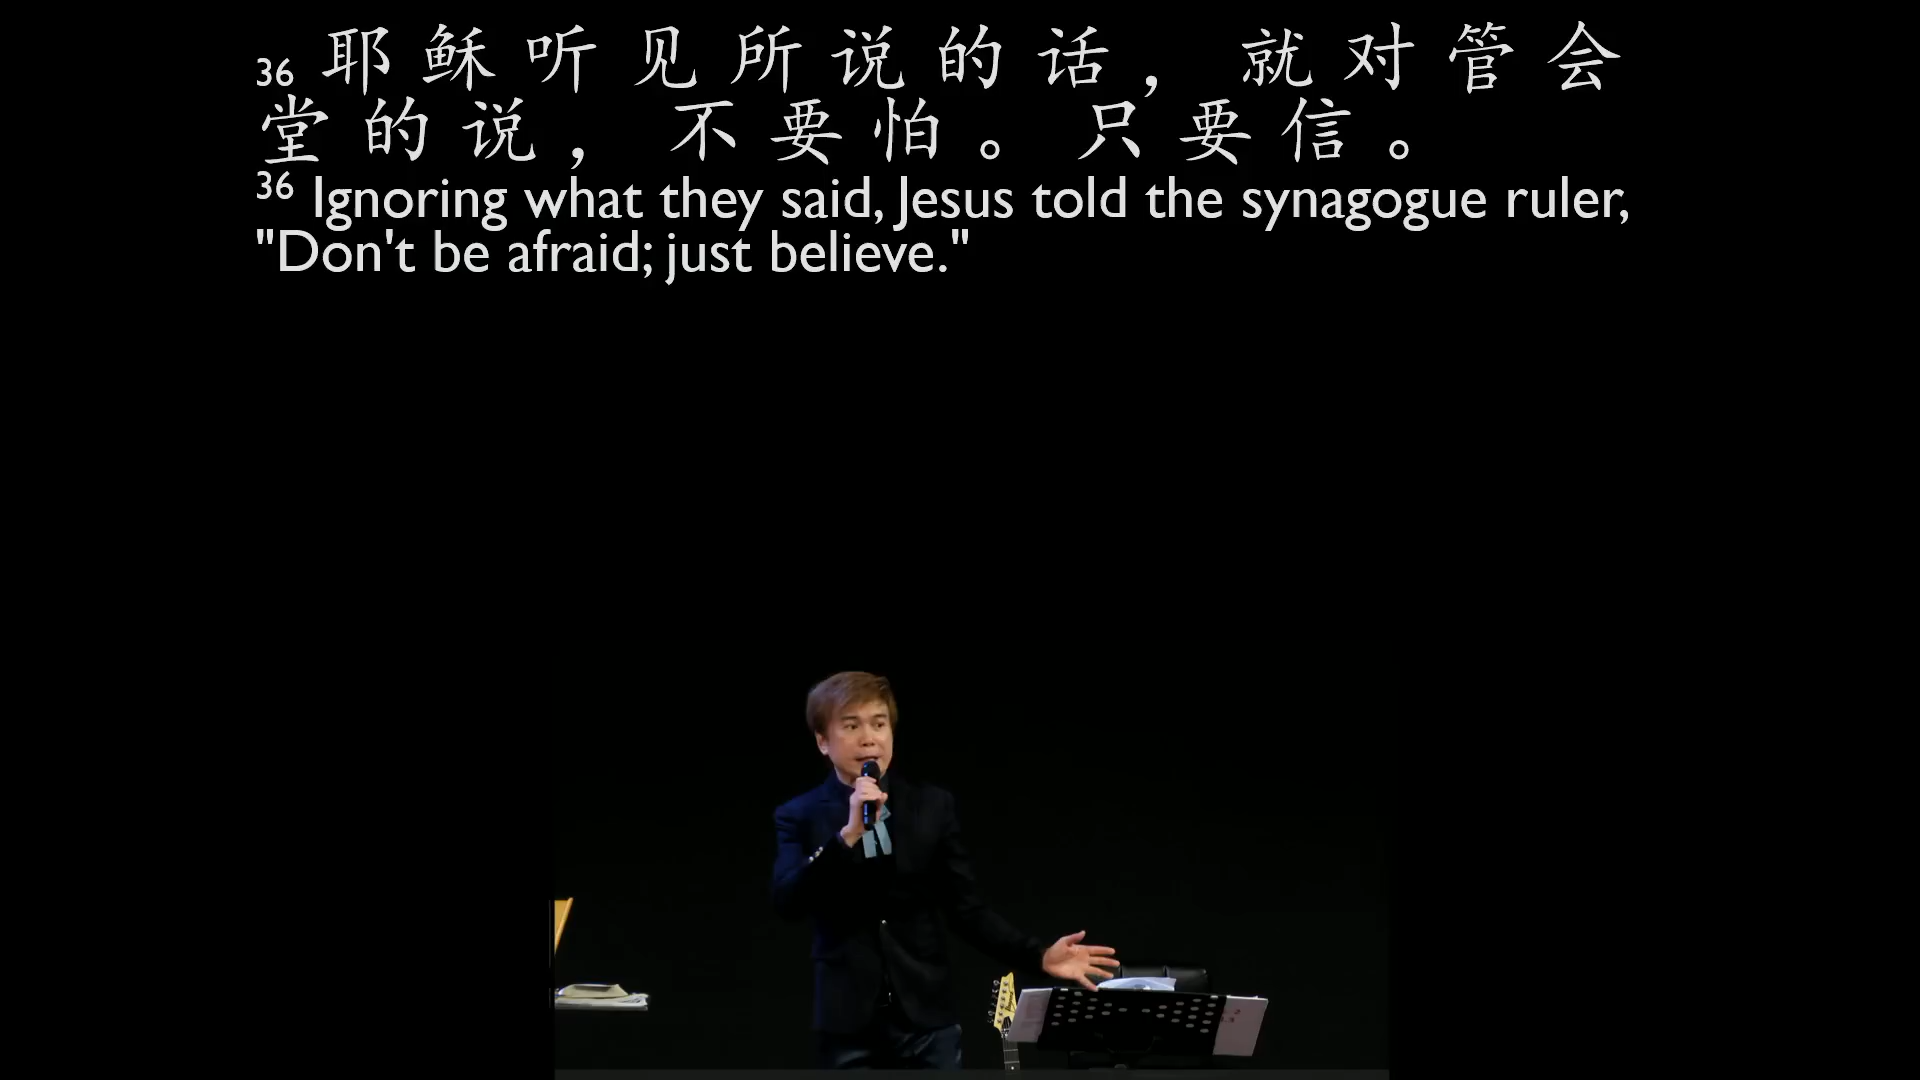 36 耶稣听见所说的话，就对管会
堂的说，不要怕。只要信。
36 Ignoring what they said, Jesus told the synagogue ruler,
"Don't be afraid; just believe."